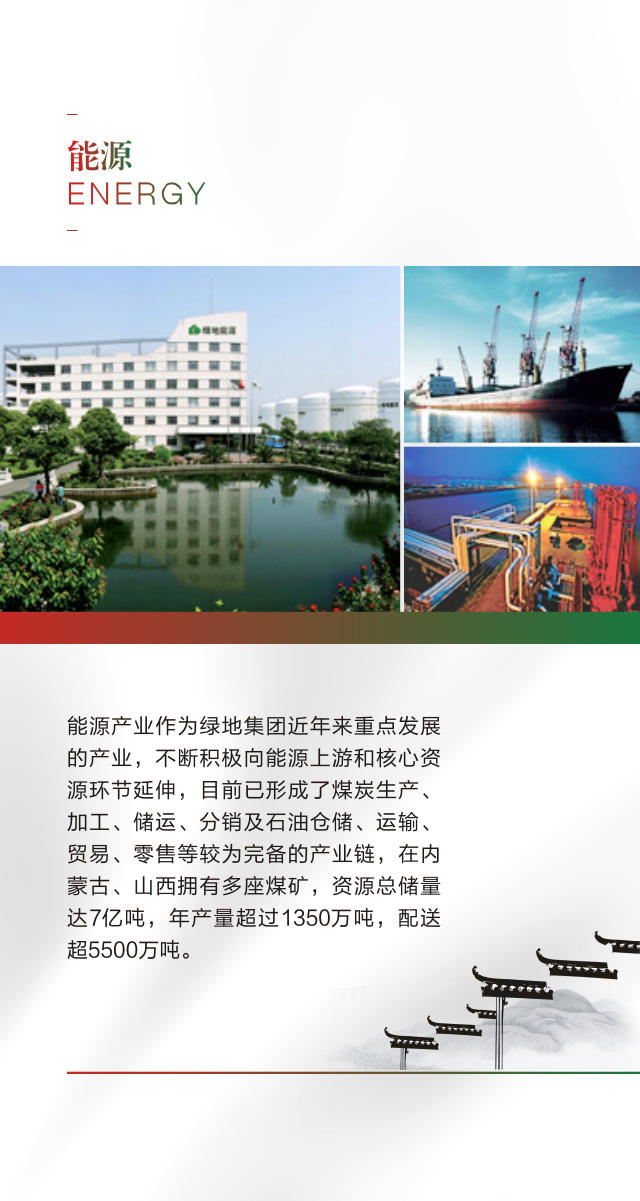 能源
ENERGY
绿地能源
能源产业作为绿地集团近年来重点发展
的产业，不断积极向能源上游和核心资
源环节延伸，目前已形成了煤炭生产、
加工、储运、分销及石油仓储、运输、
贸易、零售等较为完备的产业链，在内
蒙古、山西拥有多座煤矿，资源总储量
达7亿吨，年产量超过1350万吨，配送
超5500万吨。